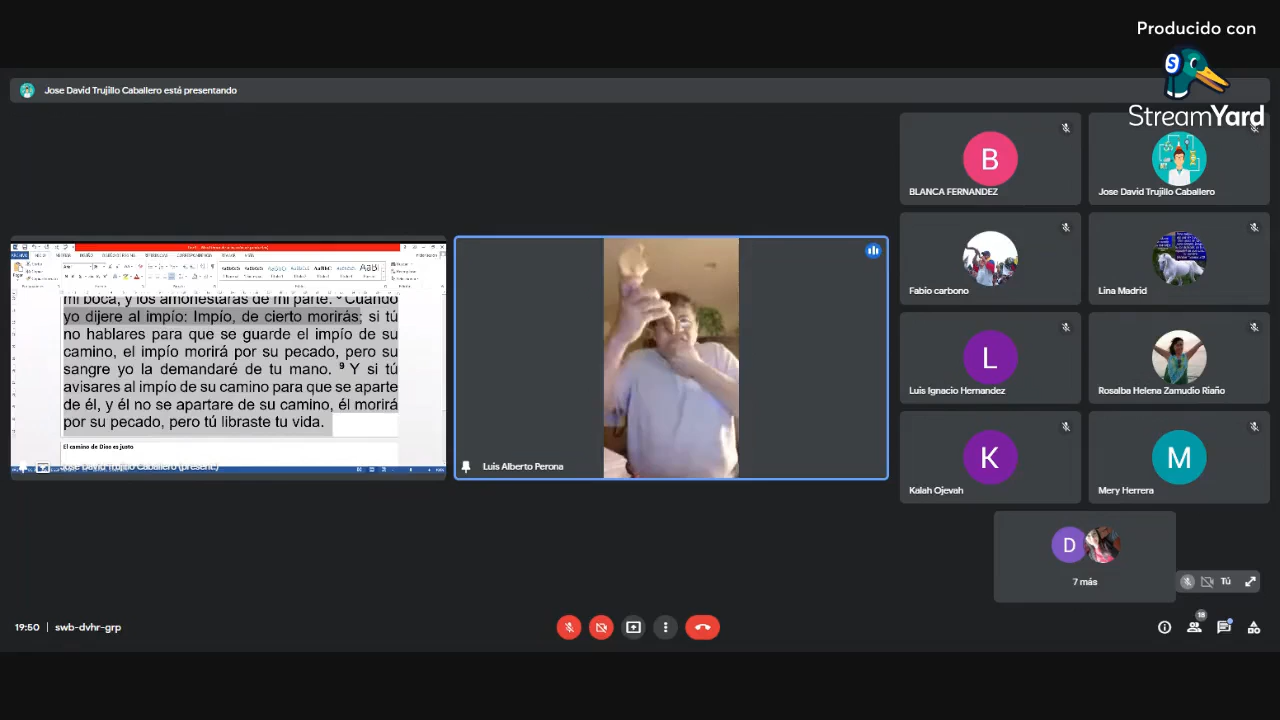 Producido con
StreamYard
Jose David Trujillo Caballero está presentando
mi boca, y los amonestarás de mi parte. ⁸ Cuando
yo dijere al impío: Impío, de cierto morirás; si tú
no hablares para que se guarde el impío de su
camino, el impío morirá por su pecado, pero su
sangre yo la demandaré de tu mano. ⁹ Y si tú
avisares al impío de su camino para que se aparte
de él, y él no se apartare de su camino, él morirá
por su pecado, pero tú libraste tu vida.
El camino de Dios es justo
Jose David Trujillo Caballero (present.)
Luis Alberto Perona
B
BLANCA FERNANDEZ
Jose David Trujillo Caballero
Fabio carbono
Lina Madrid
L
Luis Ignacio Hernandez
Rosalba Helena Zamudio Riaño
K
Kalah Ojevah
M
Mery Herrera
D
7 más
Tú
19:50 | swb-dvhr-grp
18